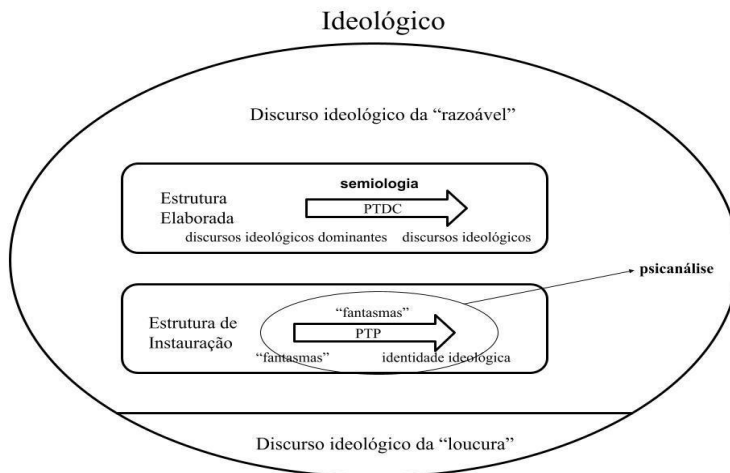 Ideológico
Discurso ideológico da “razoável”
semiologia
Estrutura
Elaborada
PTDC
discursos ideológicos dominantes
discursos ideológicos
psicanálise
“fantasmas”
Estrutura de
Instauração
PTP
“fantasmas”
identidade ideológica
Discurso ideológico da “loucura”